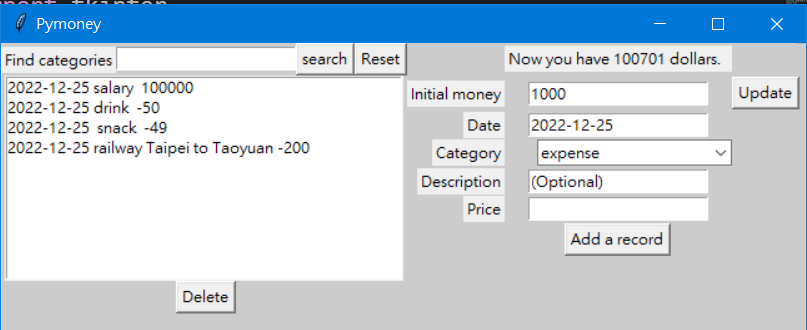 Pymoney
Find categories search Reset
2022-12-25 salary 100000
2022-12-25 drink -50
2022-12-25 snack -49
2022-12-25 railway Taipei to Taoyuan -200
Delete
Now you have 100701 dollars.
Initial money 1000 Update
Date 2022-12-25
Category expense
Description (Optional)
Price
Add a record